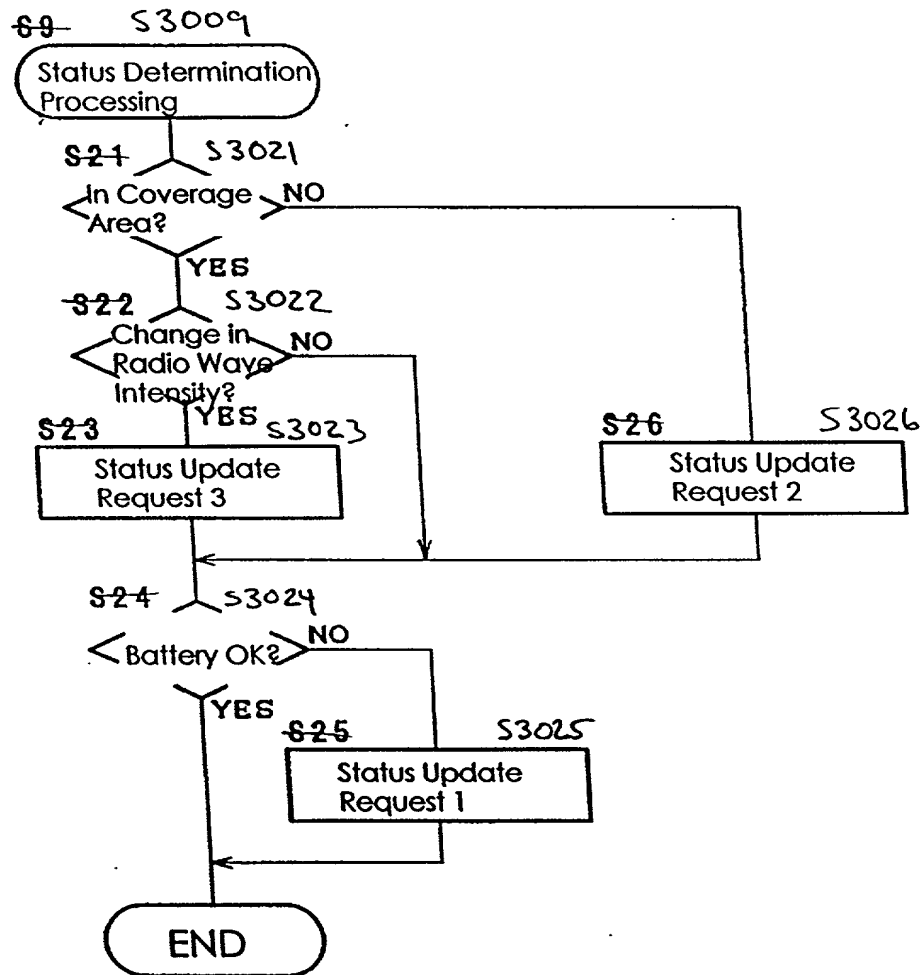 S9 S3009
Status Determination
Processing
S21 S3021
In Coverage
Area?
NO
YES
S22 S3022
Change in
Radio Wave
Intensity?
NO
YES
S23 S3023
Status Update
Request 3
S26 S3026
Status Update
Request 2
S24 S3024
Battery OK?
NO
YES
S25 S3025
Status Update
Request 1
END